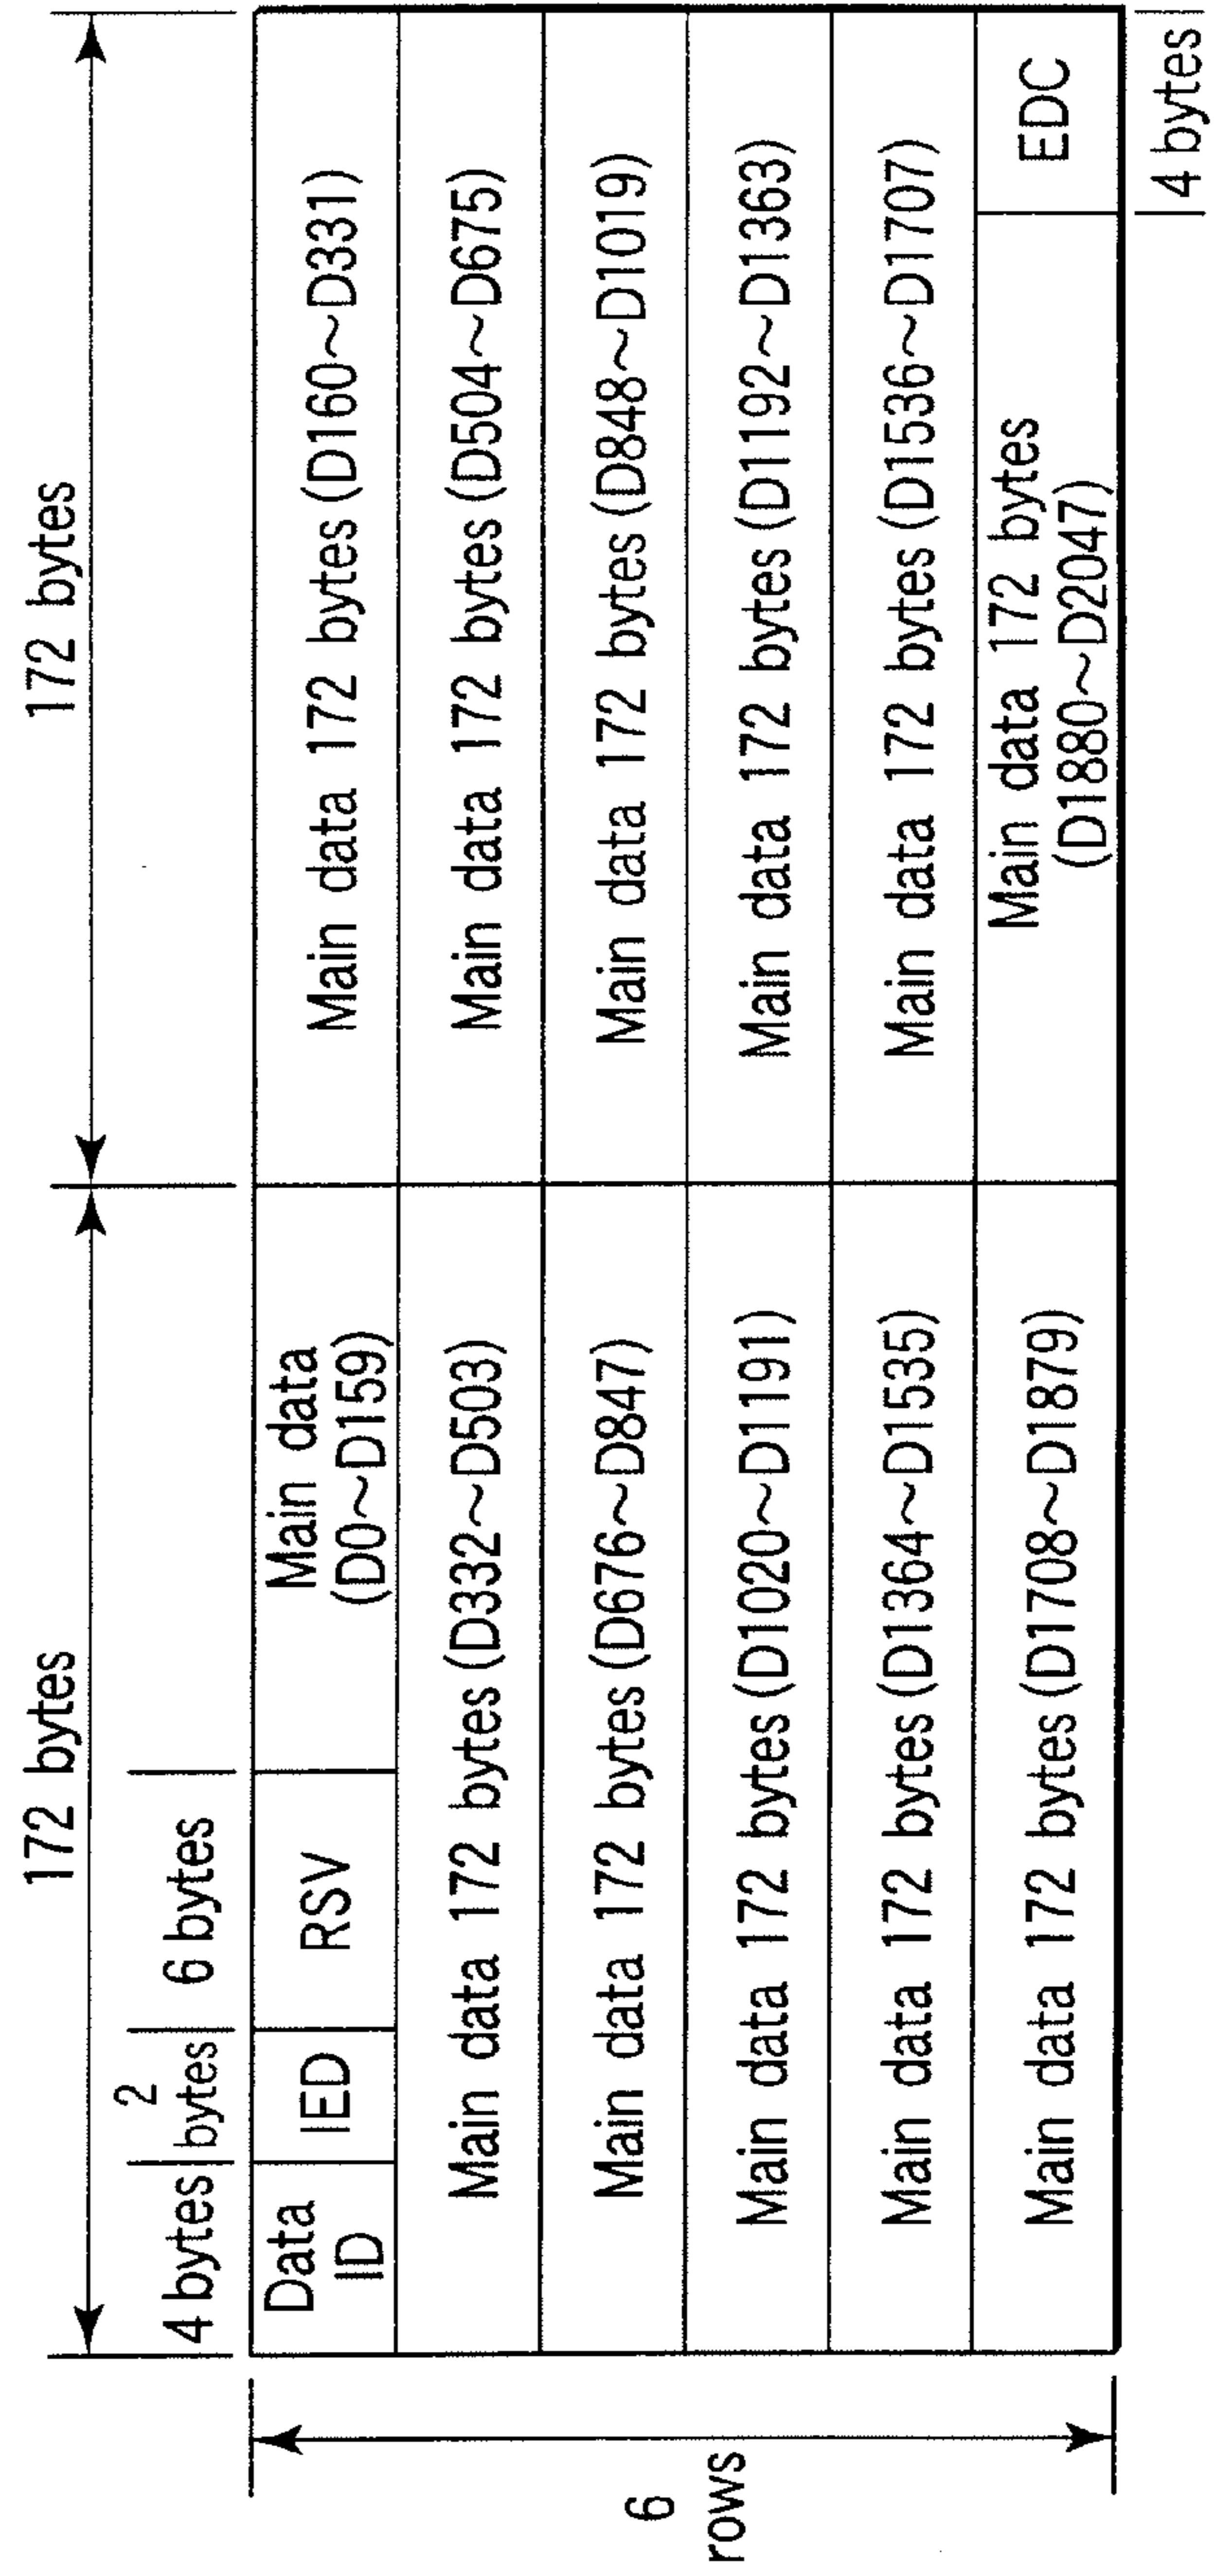 172 bytes
172 bytes
4 bytes
2
bytes
6 bytes
Data
ID
IED
RSV
Main data
(D0~D159)
Main data 172 bytes (D160~D331)
Main data 172 bytes (D332~D503)
Main data 172 bytes (D504~D675)
Main data 172 bytes (D676~D847)
Main data 172 bytes (D848~D1019)
Main data 172 bytes (D1020~D1191)
Main data 172 bytes (D1192~D1363)
Main data 172 bytes (D1364~D1535)
Main data 172 bytes (D1536~D1707)
Main data 172 bytes (D1708~D1879)
Main data 172 bytes
(D1880~D2047)
EDC
4 bytes
6
rows